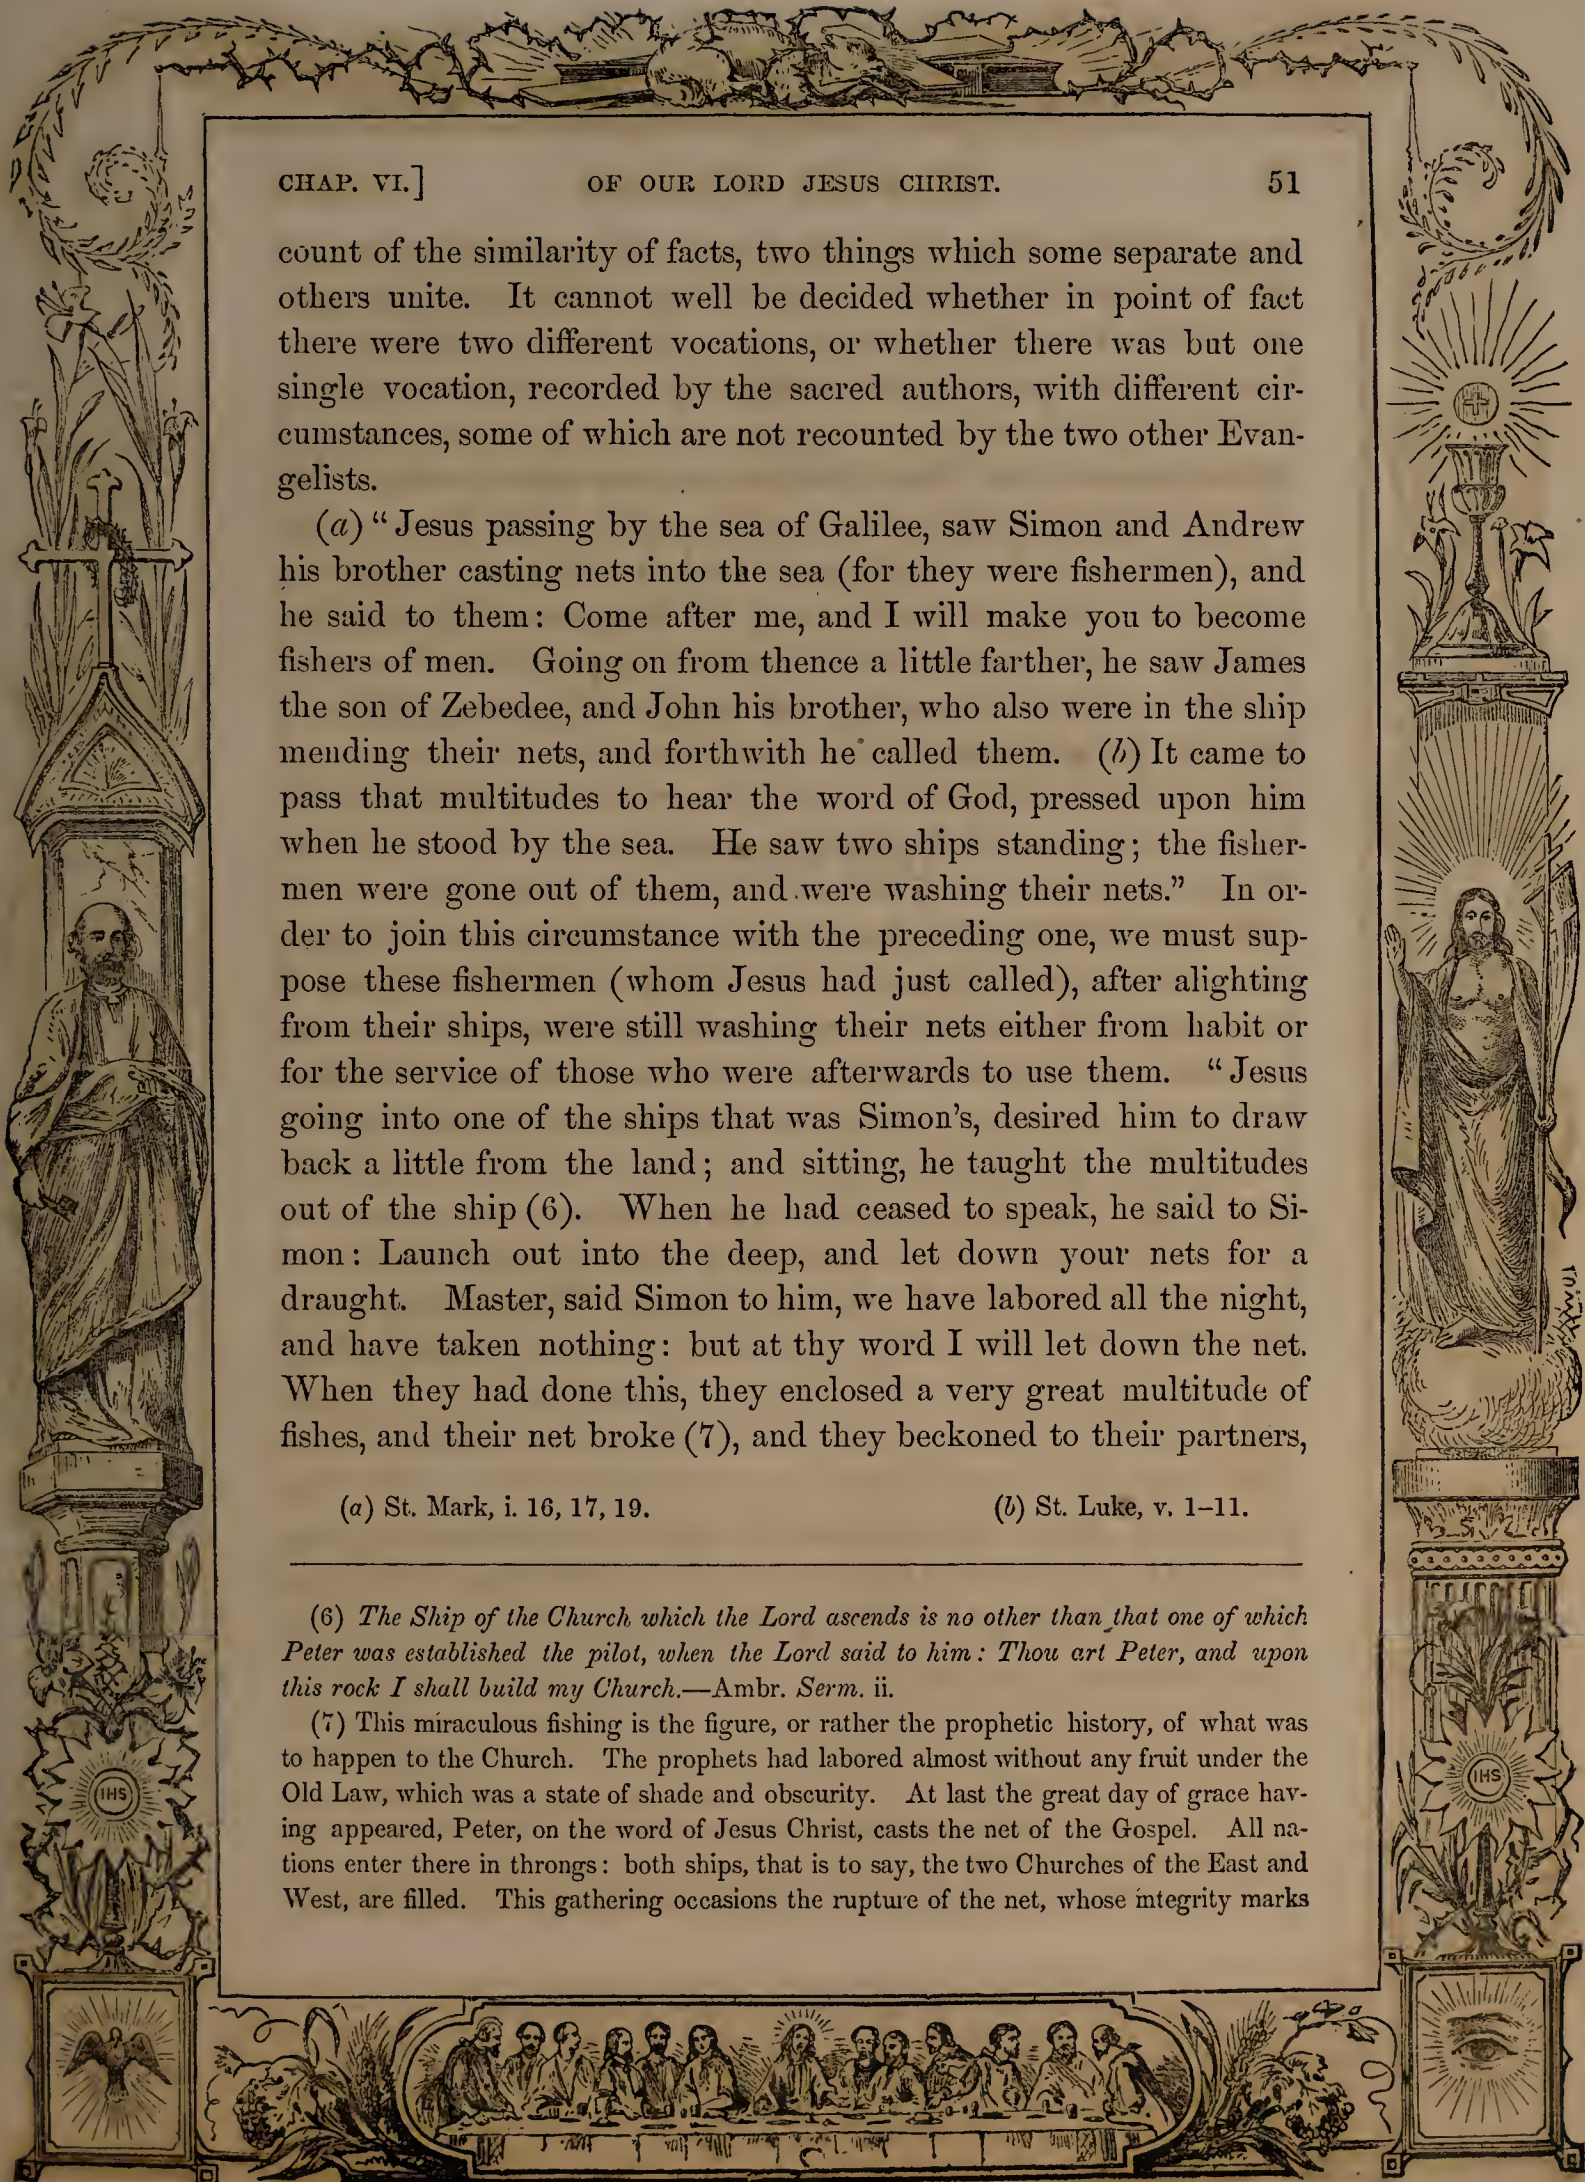 CHAP. VI.] OF OUR LORD JESUS CHRIST. 51
count of the similarity of facts, two things which some separate and
others unite. It cannot well be decided whether in point of fact
there were two different vocations, or whether there was but one
single vocation, recorded by the sacred authors, with different cir-
cumstances, some of which are not recounted by the two other Evan-
gelists.
(a) “Jesus passing by the sea of Galilee, saw Simon and Andrew
his brother casting nets into the sea (for they were fishermen), and
he said to them: Come after me, and I will make you to become
fishers of men. Going on from thence a little farther, he saw James
the son of Zebedee, and John his brother, who also were in the ship
mending their nets, and forthwith he called them. (b) It came to
pass that multitudes to hear the word of God, pressed upon him
when he stood by the sea. He saw two ships standing; the fisher-
men were gone out of them, and were washing their nets.” In or-
der to join this circumstance with the preceding one, we must sup-
pose these fishermen (whom Jesus had just called), after alighting
from their ships, were still washing their nets either from habit or
for the service of those who were afterwards to use them. “Jesus
going into one of the ships that was Simon’s, desired him to draw
back a little from the land; and sitting, he taught the multitudes
out of the ship (6). When he had ceased to speak, he said to Si-
mon: Launch out into the deep, and let down your nets for a
draught. Master, said Simon to him, we have labored all the night,
and have taken nothing: but at thy word I will let down the net.
When they had done this, they enclosed a very great multitude of
fishes, and their net broke (7), and they beckoned to their partners,
(a) St. Mark, i. 16, 17, 19. (b) St. Luke, v. 1–11.
(6) The Ship of the Church which the Lord ascends is no other than that one of which
Peter was established the pilot, when the Lord said to him: Thou art Peter, and upon
this rock I shall build my Church.—Ambr. Serm. ii.
(7) This miraculous fishing is the figure, or rather the prophetic history, of what was
to happen to the Church. The prophets had labored almost without any fruit under the
Old Law, which was a state of shade and obscurity. At last the great day of grace hav-
ing appeared, Peter, on the word of Jesus Christ, casts the net of the Gospel. All na-
tions enter there in throngs: both ships, that is to say, the two Churches of the East and
West, are filled. This gathering occasions the rupture of the net, whose integrity marks
IHS
IHS